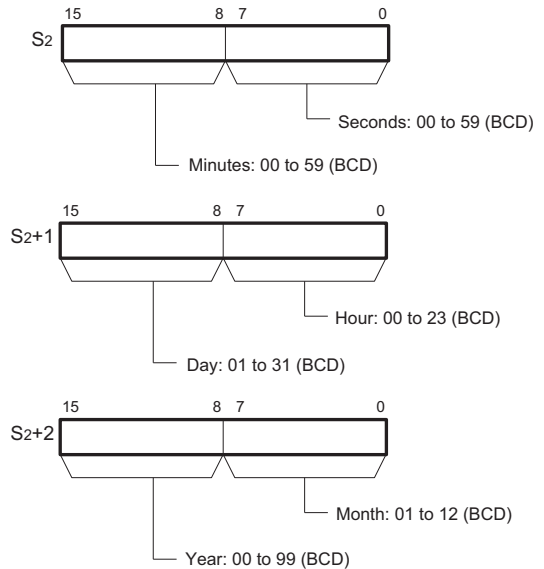 15 8 7 0
S2
Seconds: 00 to 59 (BCD)
Minutes: 00 to 59 (BCD)
15 8 7 0
S2+1
Hour: 00 to 23 (BCD)
Day: 01 to 31 (BCD)
15 8 7 0
S2+2
Month: 01 to 12 (BCD)
Year: 00 to 99 (BCD)